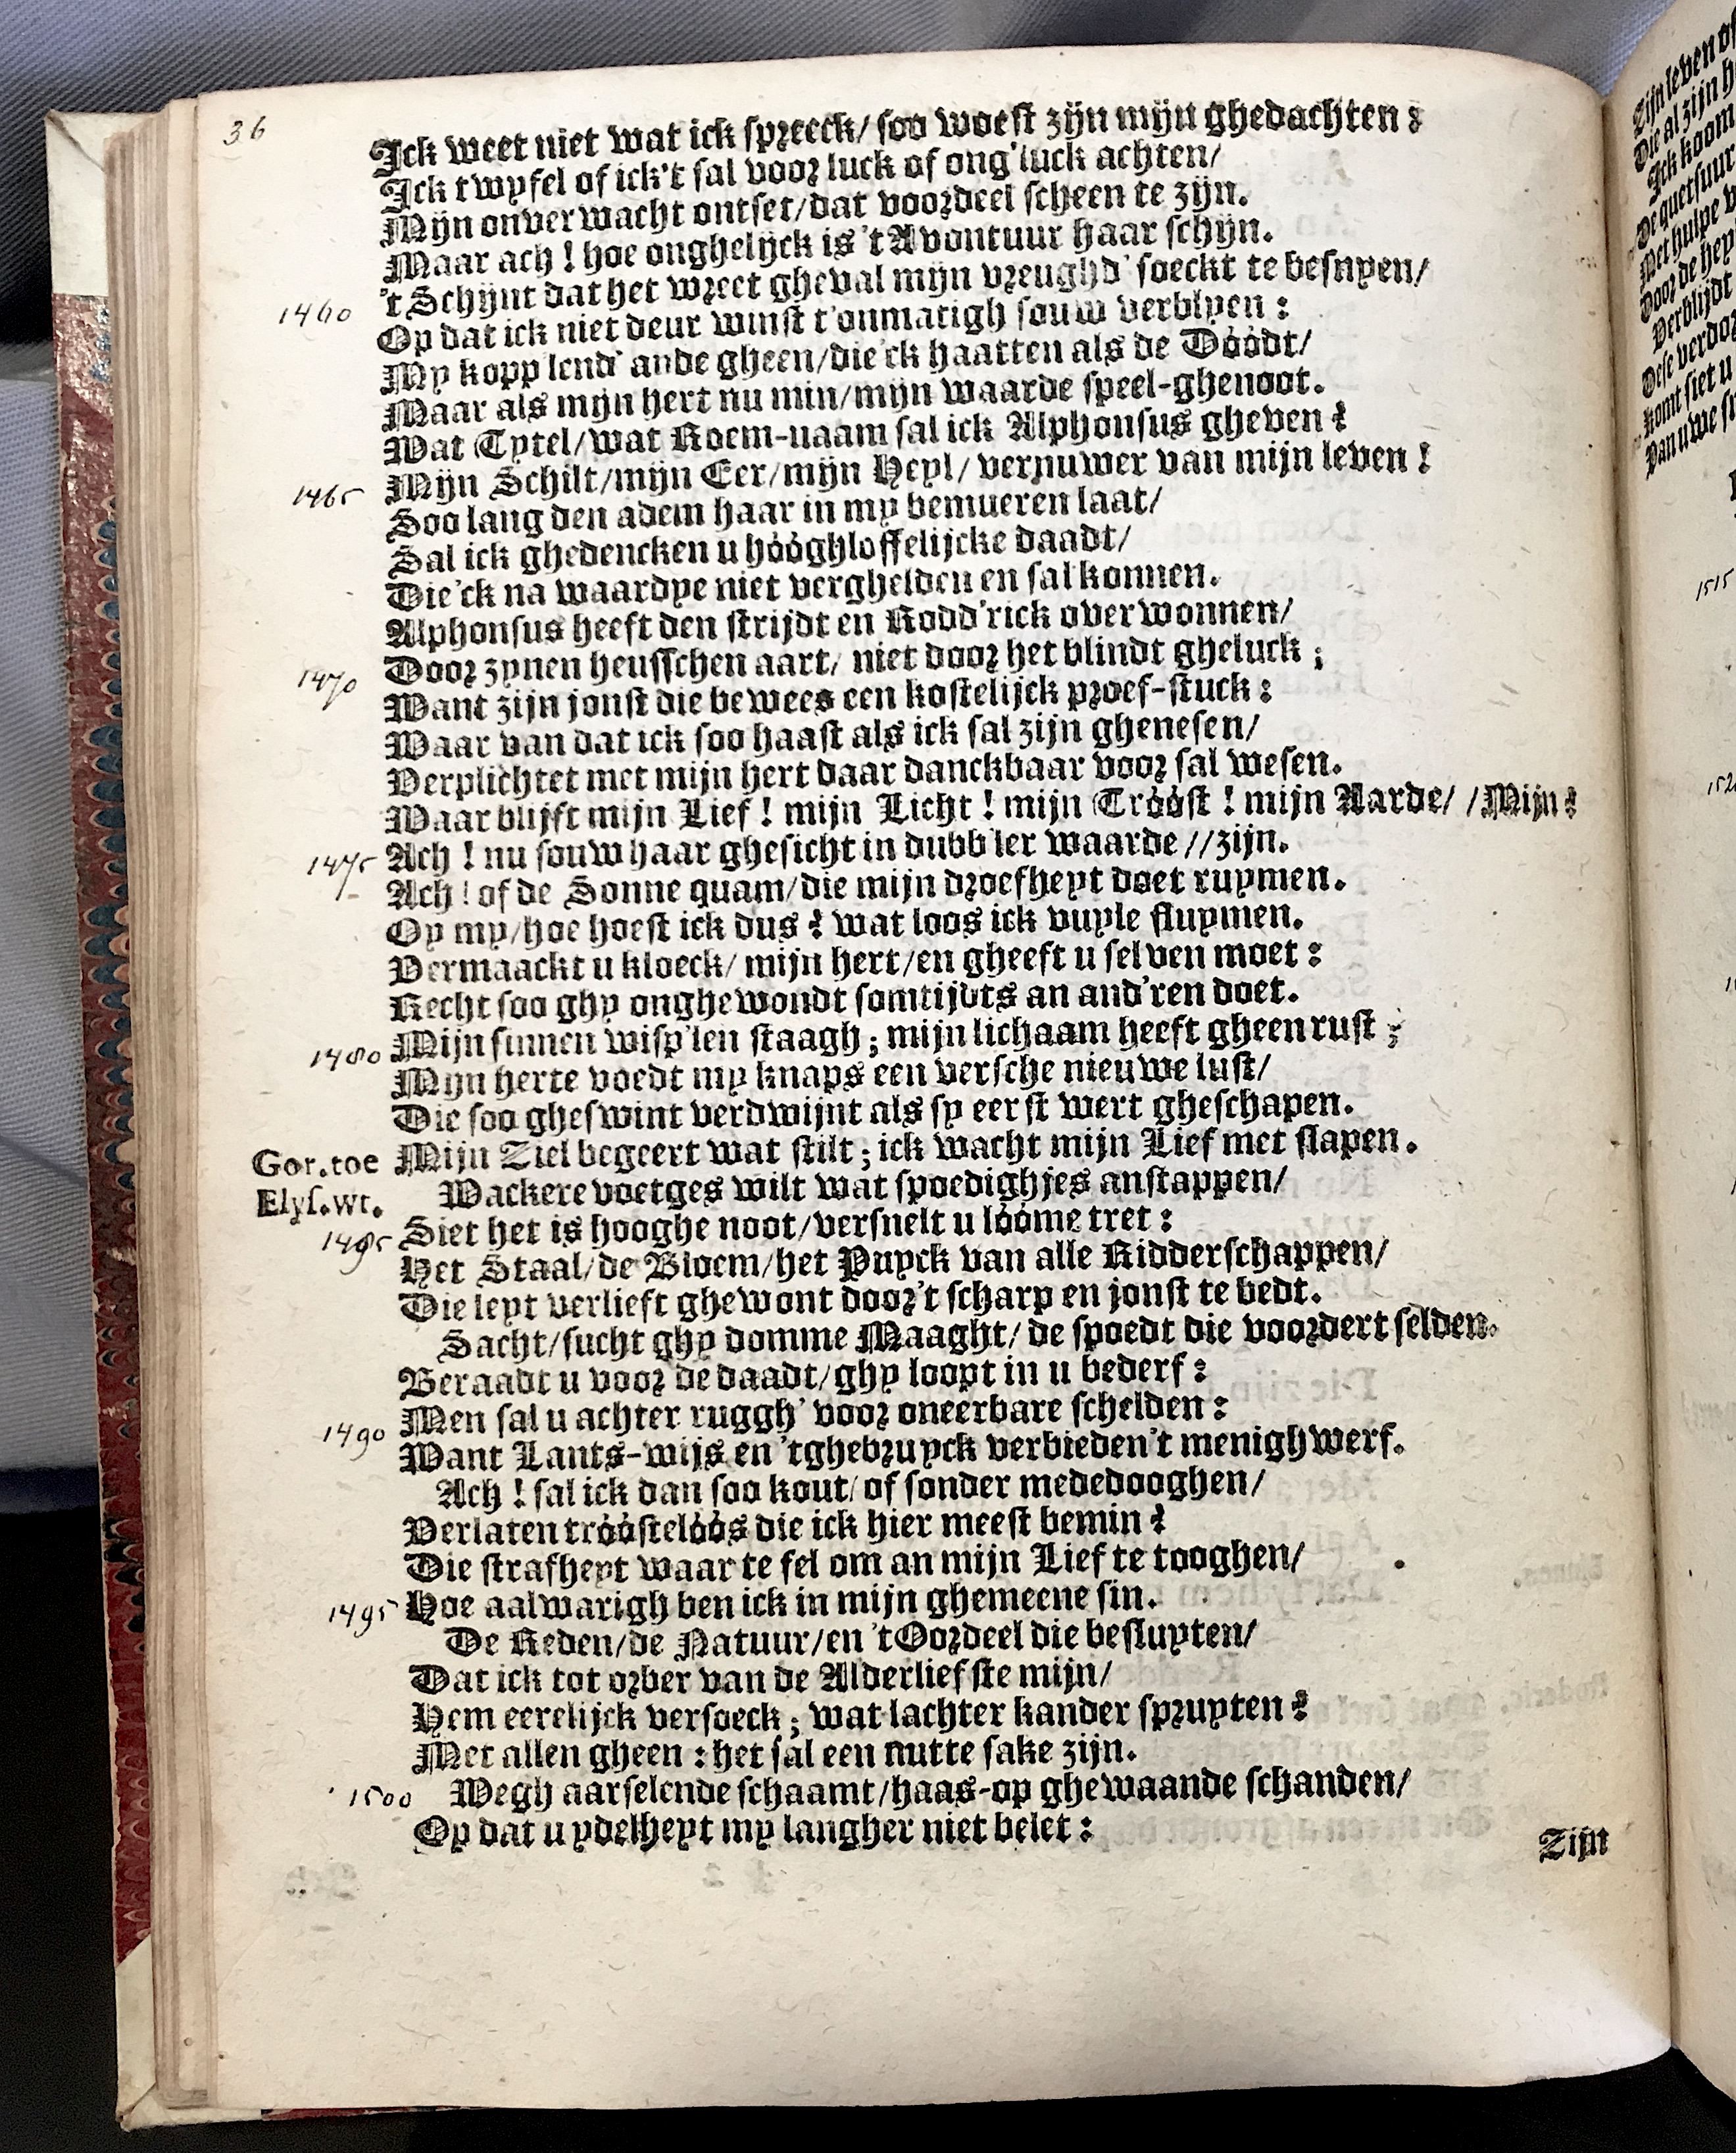 36
Ick weet niet wat ick spreeck/ soo woest zijn mijn ghedachten?
Ick twyfel of ick't sal voor luck of ong'luck achten/
Mijn onverwacht ontset/dat voordeel scheen te zijn.
Maar ach! hoe onghelijck is 't Avontuur haar schijn.
't Schijnt dat het wreet gheval mijn vreughd' soeckt te besnyen/
1460 Op dat ick niet deur winst t'onmatigh souw verblyen:
My kopp'lend' ande gheen/die'ck haatten als de Dóódt/
Maar als mijn hert nu min/mijn waarde speel-ghenoot.
Wat Tytel/wat Roem-naam sal ick Alphonsus gheven?
Mijn Schilt/mijn Eer/mijn Heyl/ vernuwer van mijn leven!
1465 Soo lang den adem haar in my bemueren laat/
Sal ick ghedencken u hóóghloffelijcke daadt/
Die'ck na waardye niet verghelden en sal konnen.
Alphonsus heeft den strijdt en Rodd'rick overwonnen/
Door zynen heusschen aart/ niet door het blindt gheluck;
1470 Want zijn jonst die bewees een kostelijck proef-stuck:
Waar van dat ick soo haast als ick sal zijn ghenesen/
Verplichtet met mijn hert daar danckbaar voor sal wesen.
Waar blijft mijn Lief! mijn Licht! mijn Tróóst! mijn Aarde/ /Mijn?
1475 Ach! nu souw haar ghesicht in dubb'ler waarde //zijn.
Ach! of de Sonne quam/die mijn droefheyt doet ruymen.
Op my/hoe hoest ick dus? wat loos ick vuyle fluymen.
Vermaackt u kloeck/ mijn hert/en gheeft u selven moet:
Recht soo ghy onghewondt somtijdts an and'ren doet.
1480 Mijn sinnen wisp'len staagh; mijn lichaam heeft gheen rust;
Mijn herte voedt my knaps een versche nieuwe lust/
Die soo gheswint verdwijnt als sy eerst wert gheschapen.
Gor.toe Mijn Ziel begeert wat stilt; ick wacht mijn Lief met slapen.
Elyſ.wt. Wackere voetges wilt wat spoedighjes anstappen/
1485 Siet het is hooghe noot/versnelt u lóóme tret:
Het Staal/de Bloem/het Puyck van alle Ridderschappen/
Die leyt verlieft ghewont door't scharp en jonst te bedt.
Sacht/sucht ghy domme Maaght/ de spoedt die voordert selden.
Beraadt u voor de daadt/ghy loopt in u bederf:
1490 Men sal u achter ruggh' voor oneerbare schelden:
Want Lants-wijs en 'tghebruyck verbieden't menighwerf.
Ach! sal ick dan soo kout/ of sonder mededooghen/
Verlaten tróóstelóós die ick hier meest bemin?
Die strafheyt waar te fel om an mijn Lief te tooghen/
1495 Hoe aalwarigh ben ick in mijn ghemeene sin.
De Reden/de Natuur/en 't Oordeel die besluyten/
Dat ick tot orber van de Alderliefste mijn/
Hem eerelijck versoeck; wat lachter kander spruyten?
Met allen gheen: het sal een nutte sake zijn.
1500 Wegh aarselende schaamt/haas-op ghewaande schanden/
Op dat u ydelheyt my langher niet belet:
Zijn